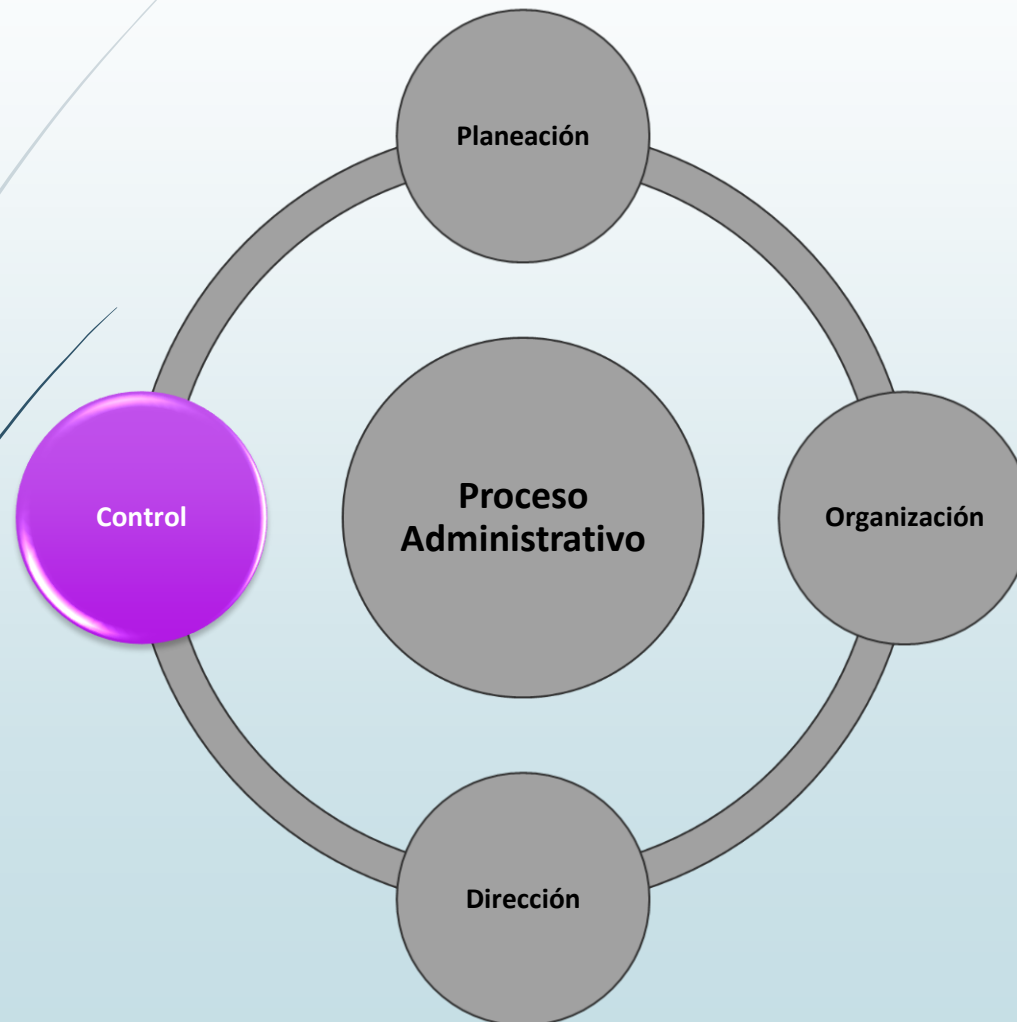 Planeación
Control
Proceso
Administrativo
Organización
Dirección